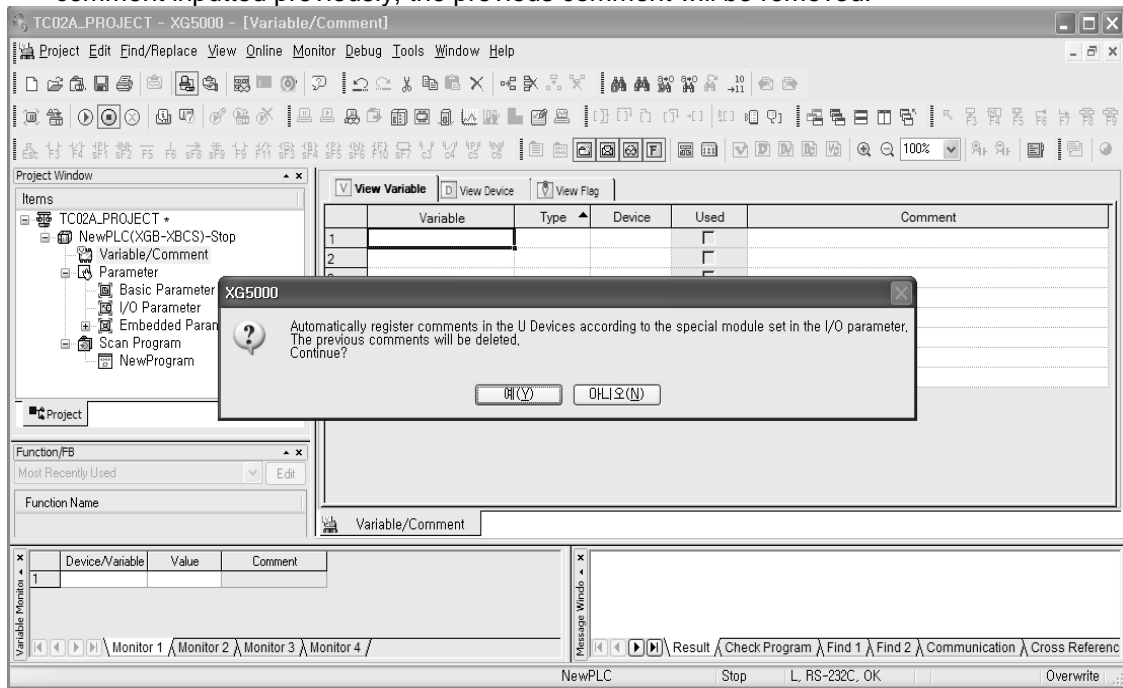 comment inputted previously, the previous comment will be removed.
TC02A_PROJECT - XG5000 - [Variable/Comment]
Project Edit Find/Replace View Online Monitor Debug Tools Window Help
100%
Project Window
Items
TC02A_PROJECT *
NewPLC(XGB-XBCS)-Stop
Variable/Comment
Parameter
Basic Parameter
I/O Parameter
Embedded Param
Scan Program
NewProgram
Project
V View Variable D View Device View Flag
Variable Type Device Used Comment
1
2
XG5000
Automatically register comments in the U Devices according to the special module set in the I/O parameter,
The previous comments will be deleted,
Continue?
예(Y) 아니오(N)
Function/FB
Most Recently Used Edit
Function Name
Variable/Comment
Variable Monitor
Device/Variable Value Comment
1
Monitor 1 Monitor 2 Monitor 3 Monitor 4
Message Windo
Result Check Program Find 1 Find 2 Communication Cross Referenc
NewPLC Stop L, RS-232C, OK Overwrite